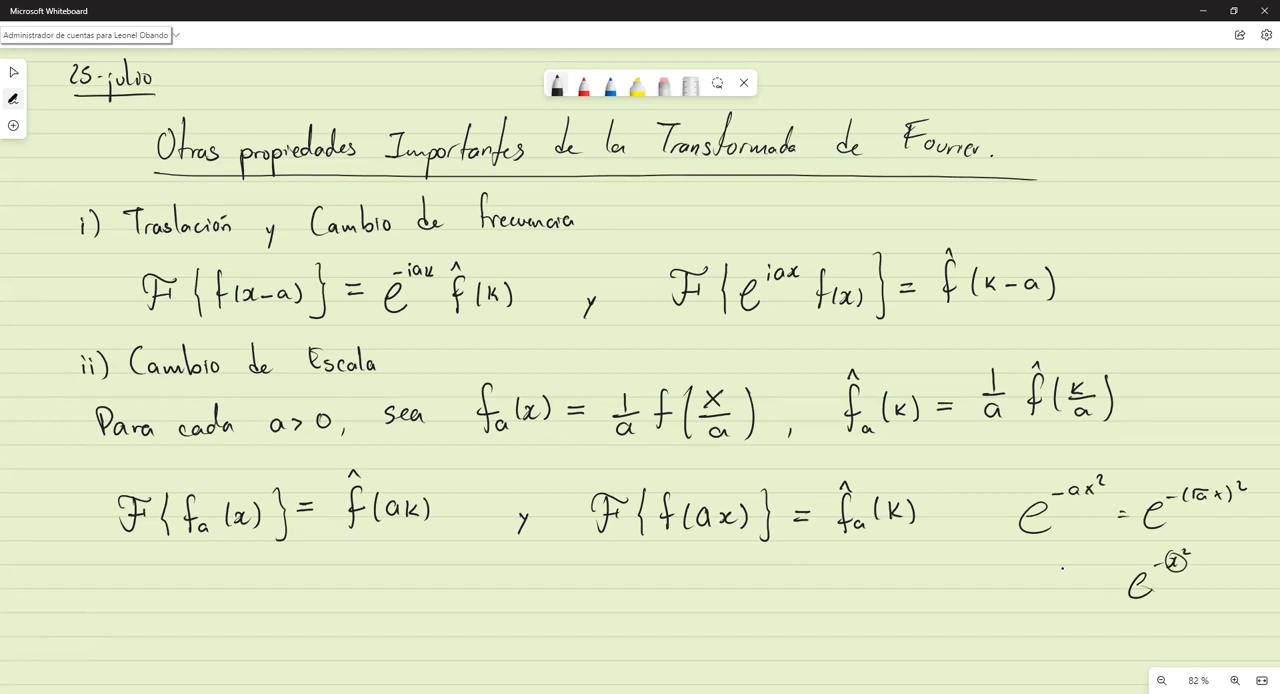 Microsoft Whiteboard
Administrador de cuentas para Leonel Obando
25-julio
Otras propiedades Importantes de la Transformada de Fourier.
i) Traslación y Cambio de frecuencia
ℱ{f(x-a)} = e^{-iak} f̂(k) y ℱ{e^{iax} f(x)} = f̂(k-a)
ii) Cambio de Escala
Para cada a>0, sea f_a(x) = 1/a f(x/a), f̂_a(k) = 1/a f̂(k/a)
ℱ{f_a(x)} = f̂(ak) y ℱ{f(ax)} = f̂_a(k) e^{-ax²} = e^{-(√a x)²}
e^{-(x)²}
82 %